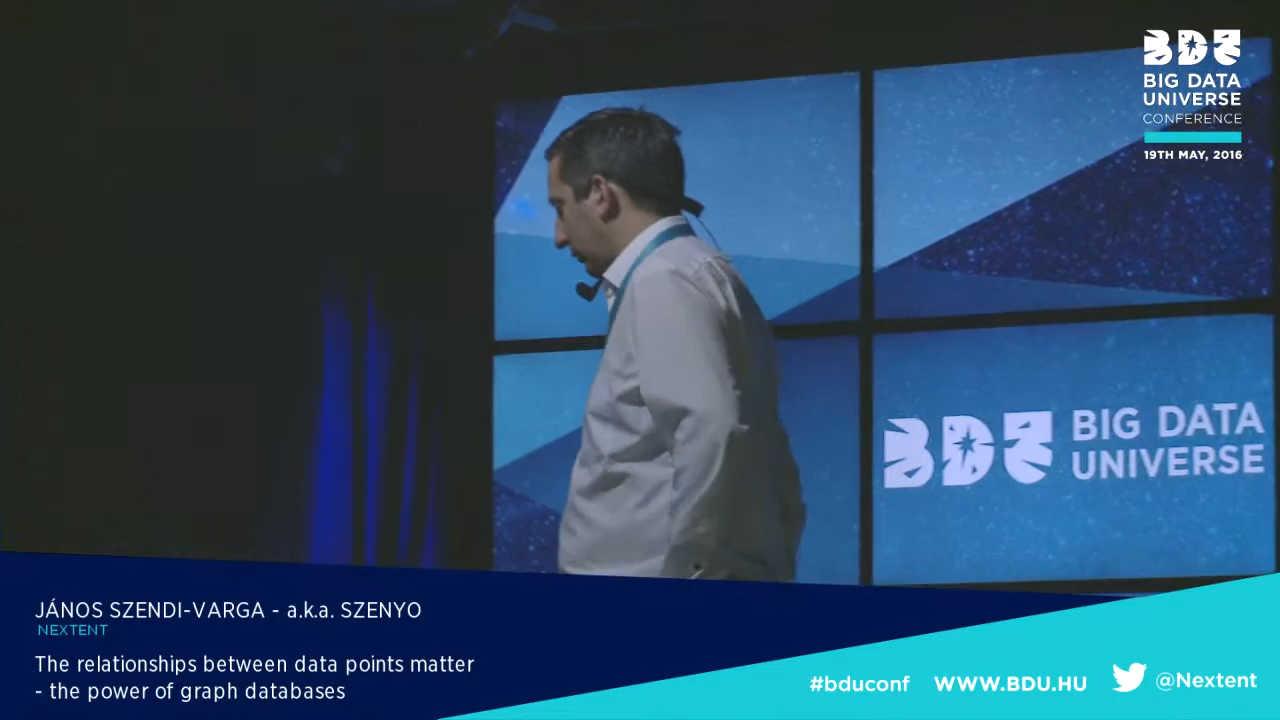 BDU
BIG DATA
UNIVERSE
CONFERENCE
19TH MAY, 2016
BDU
BIG DATA
UNIVERSE
JÁNOS SZENDI-VARGA - a.k.a. SZENYO
NEXTENT
The relationships between data points matter
- the power of graph databases
#bduconf
WWW.BDU.HU
@Nextent